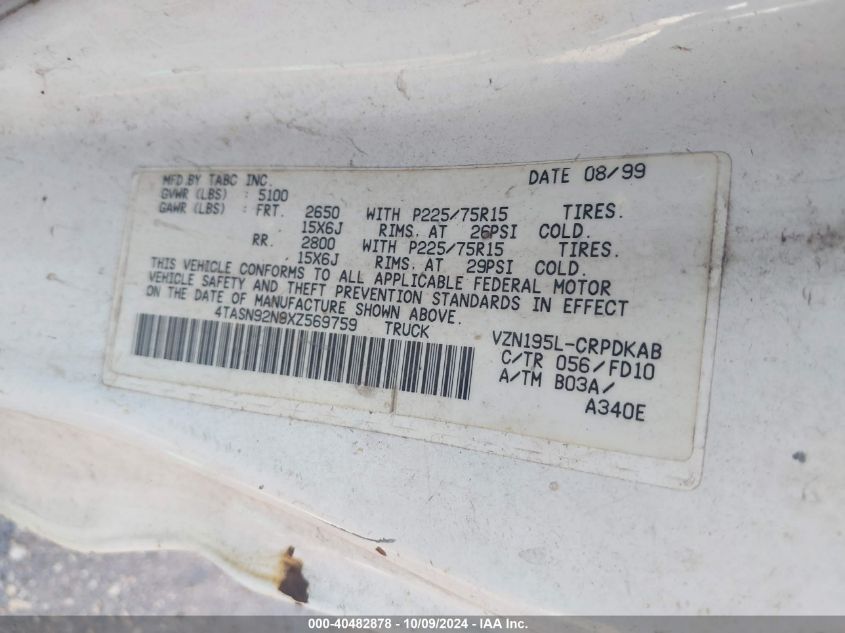 MFD.BY TABC INC. DATE 08/99
GVWR (LBS) : 5100
GAWR (LBS) : FRT. 2650 WITH P225/75R15 TIRES.
15X6J RIMS. AT 26PSI COLD.
RR. 2800 WITH P225/75R15 TIRES.
15X6J RIMS. AT 29PSI COLD.
THIS VEHICLE CONFORMS TO ALL APPLICABLE FEDERAL MOTOR
VEHICLE SAFETY AND THEFT PREVENTION STANDARDS IN EFFECT
ON THE DATE OF MANUFACTURE SHOWN ABOVE.
4TASN92N8XZ569759 TRUCK
VZN195L-CRPDKAB
C/TR 056/FD10
A/TM B03A/
A340E
000-40482878 - 10/09/2024 - IAA Inc.